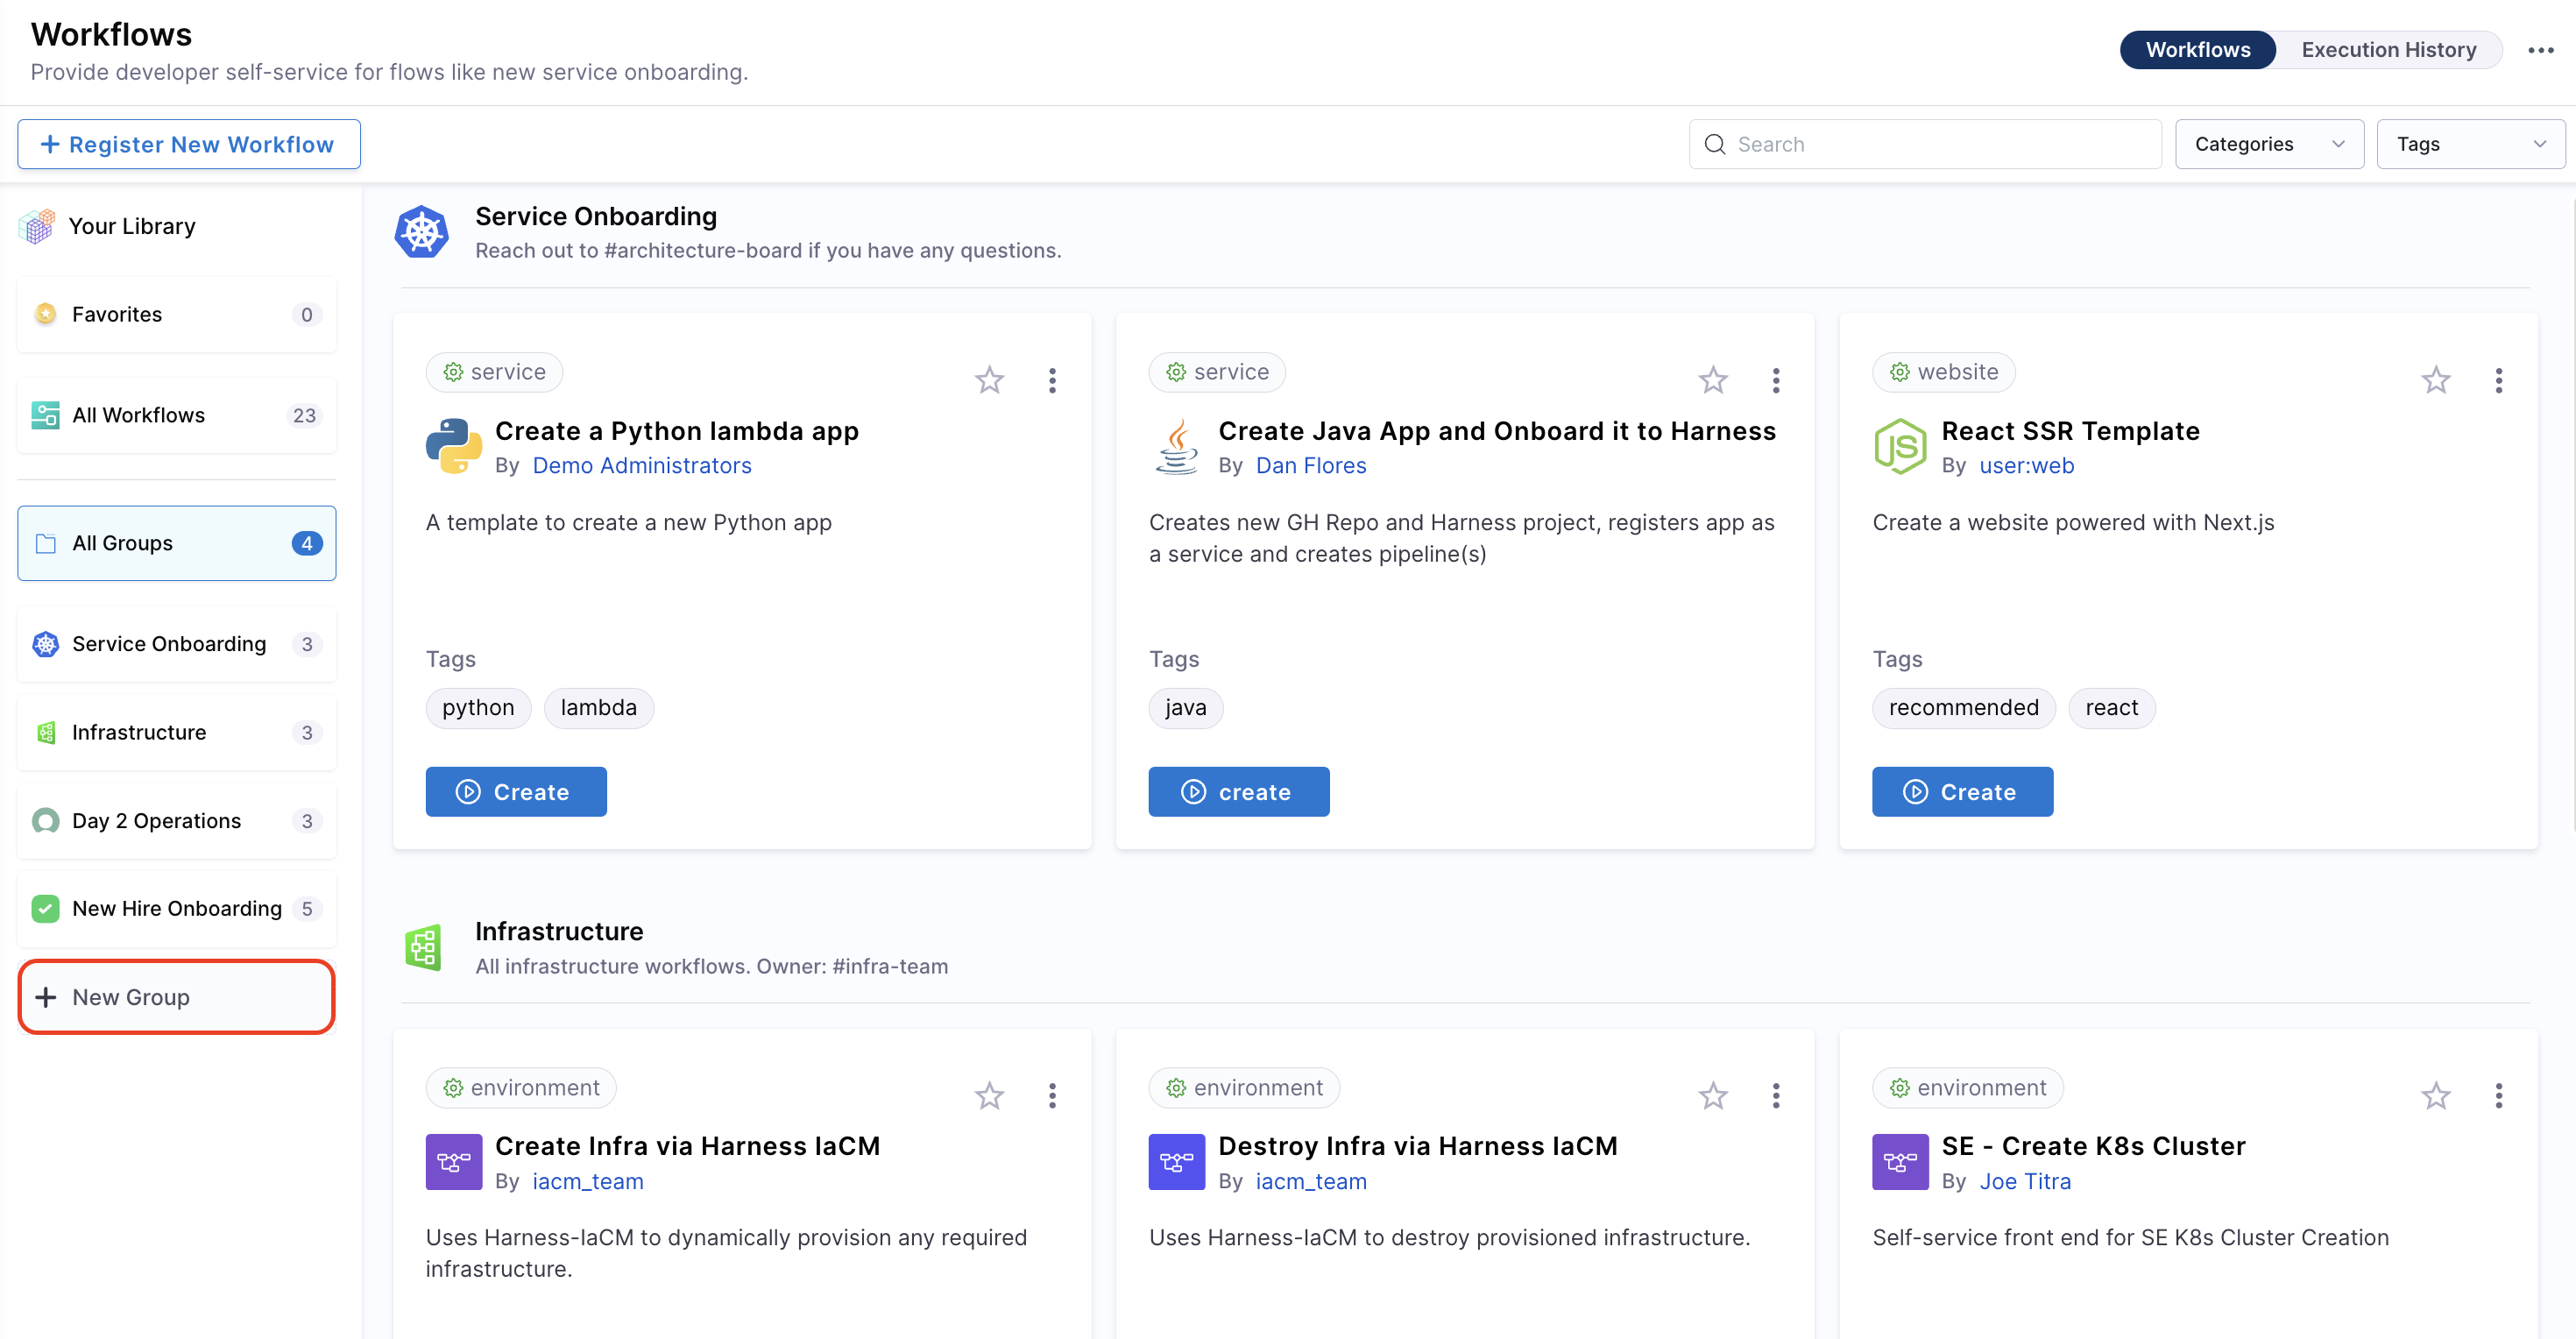 Workflows
Provide developer self-service for flows like new service onboarding.
Workflows
Execution History
Register New Workflow
Search
Categories
Tags
Your Library
Favorites 0
All Workflows 23
All Groups 4
Service Onboarding 3
Infrastructure 3
Day 2 Operations 3
New Hire Onboarding 5
New Group
Service Onboarding
Reach out to #architecture-board if you have any questions.
service
Create a Python lambda app
By Demo Administrators
A template to create a new Python app
Tags
python lambda
Create
service
Create Java App and Onboard it to Harness
By Dan Flores
Creates new GH Repo and Harness project, registers app as
a service and creates pipeline(s)
Tags
java
create
website
JS
React SSR Template
By user:web
Create a website powered with Next.js
Tags
recommended react
Create
Infrastructure
All infrastructure workflows. Owner: #infra-team
environment
Create Infra via Harness IaCM
By iacm_team
Uses Harness-IaCM to dynamically provision any required
infrastructure.
environment
Destroy Infra via Harness IaCM
By iacm_team
Uses Harness-IaCM to destroy provisioned infrastructure.
environment
SE - Create K8s Cluster
By Joe Titra
Self-service front end for SE K8s Cluster Creation